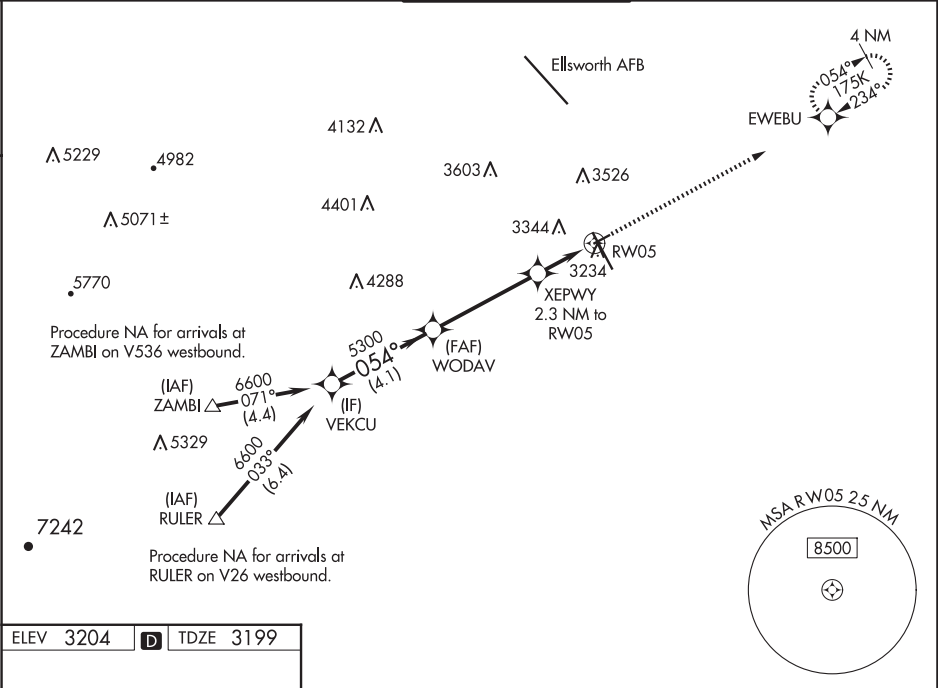 4 NM
Ellsworth AFB
054°
175K
234°
EWEBU
4132
5229
4982
3603
3526
4401
5071±
3344
RW05
3234
4288
5770
XEPWY
2.3 NM to
RW05
Procedure NA for arrivals at
ZAMBI on V536 westbound.
5300
054°
(4.1)
(FAF)
WODAV
(IAF)
ZAMBI
6600
071°
(4.4)
(IF)
VEKCU
5329
6600
033°
(6.4)
(IAF)
RULER
7242
Procedure NA for arrivals at
RULER on V26 westbound.
MSA RW05 25 NM
8500
ELEV 3204 D TDZE 3199